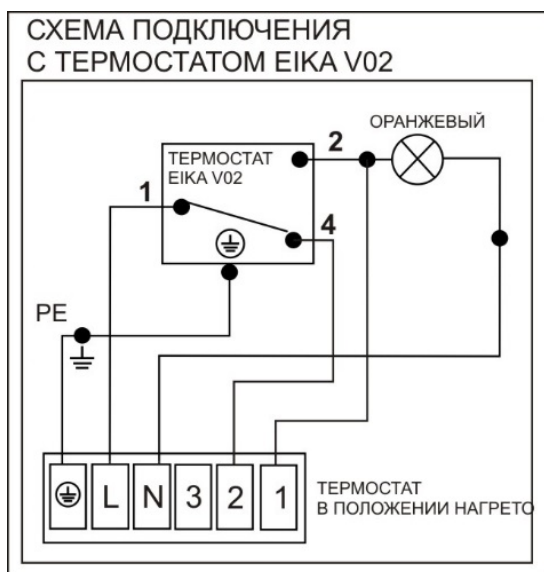 СХЕМА ПОДКЛЮЧЕНИЯ
С ТЕРМОСТАТОМ EIKA V02
ОРАНЖЕВЫЙ
2
ТЕРМОСТАТ
EIKA V02
1
4
PE
L N 3 2 1
ТЕРМОСТАТ
В ПОЛОЖЕНИИ НАГРЕТО